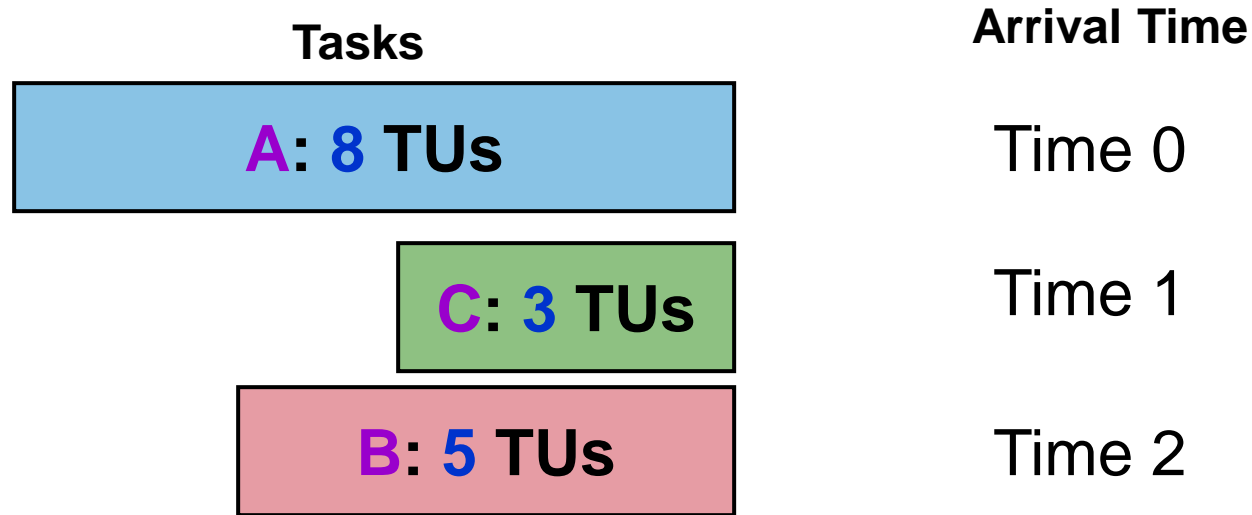 Tasks
Arrival Time
A: 8 TUs
Time 0
C: 3 TUs
Time 1
B: 5 TUs
Time 2